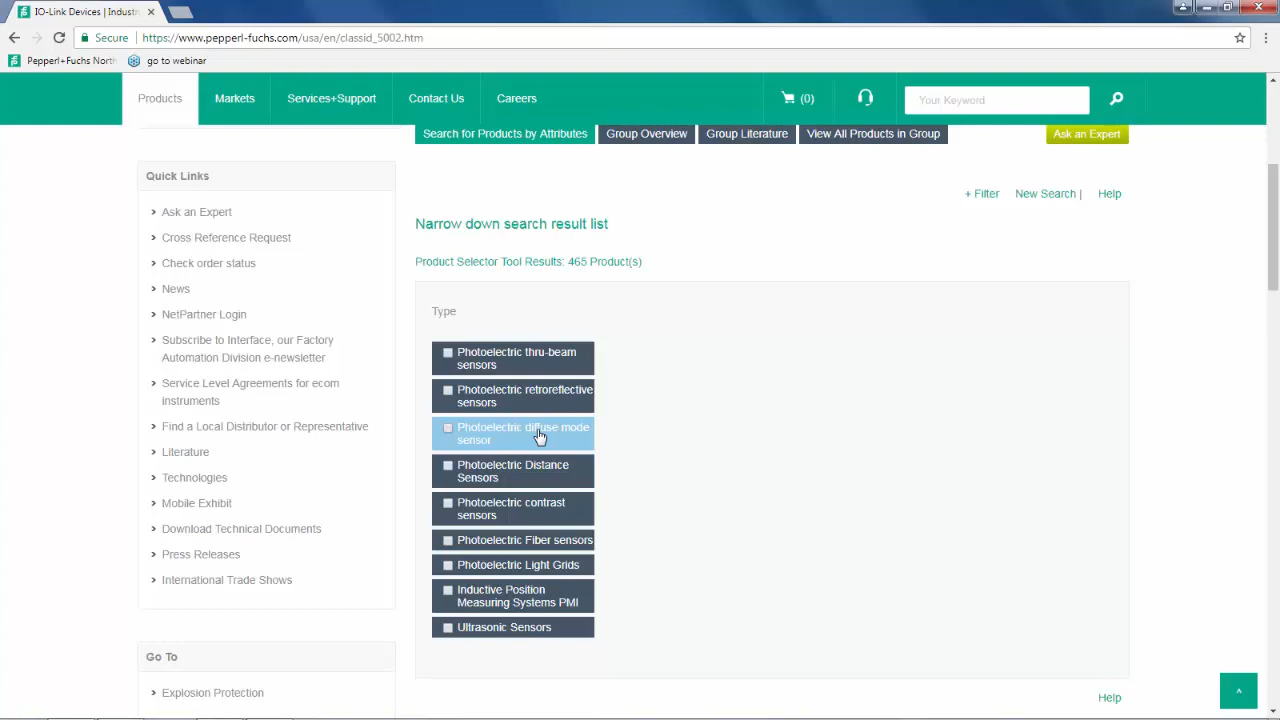 IO-Link Devices | Industri
Secure
https://www.pepperl-fuchs.com/usa/en/classid_5002.htm
Pepperl+Fuchs North
go to webinar
Products
Markets
Services+Support
Contact Us
Careers
(0)
Your Keyword
Search for Products by Attributes
Group Overview
Group Literature
View All Products in Group
Ask an Expert
Quick Links
Ask an Expert
Cross Reference Request
Check order status
News
NetPartner Login
Subscribe to Interface, our Factory
Automation Division e-newsletter
Service Level Agreements for ecom
instruments
Find a Local Distributor or Representative
Literature
Technologies
Mobile Exhibit
Download Technical Documents
Press Releases
International Trade Shows
Go To
Explosion Protection
+ Filter
New Search |
Help
Narrow down search result list
Product Selector Tool Results: 465 Product(s)
Type
Photoelectric thru-beam
sensors
Photoelectric retroreflective
sensors
Photoelectric diffuse mode
sensor
Photoelectric Distance
Sensors
Photoelectric contrast
sensors
Photoelectric Fiber sensors
Photoelectric Light Grids
Inductive Position
Measuring Systems PMI
Ultrasonic Sensors
Help